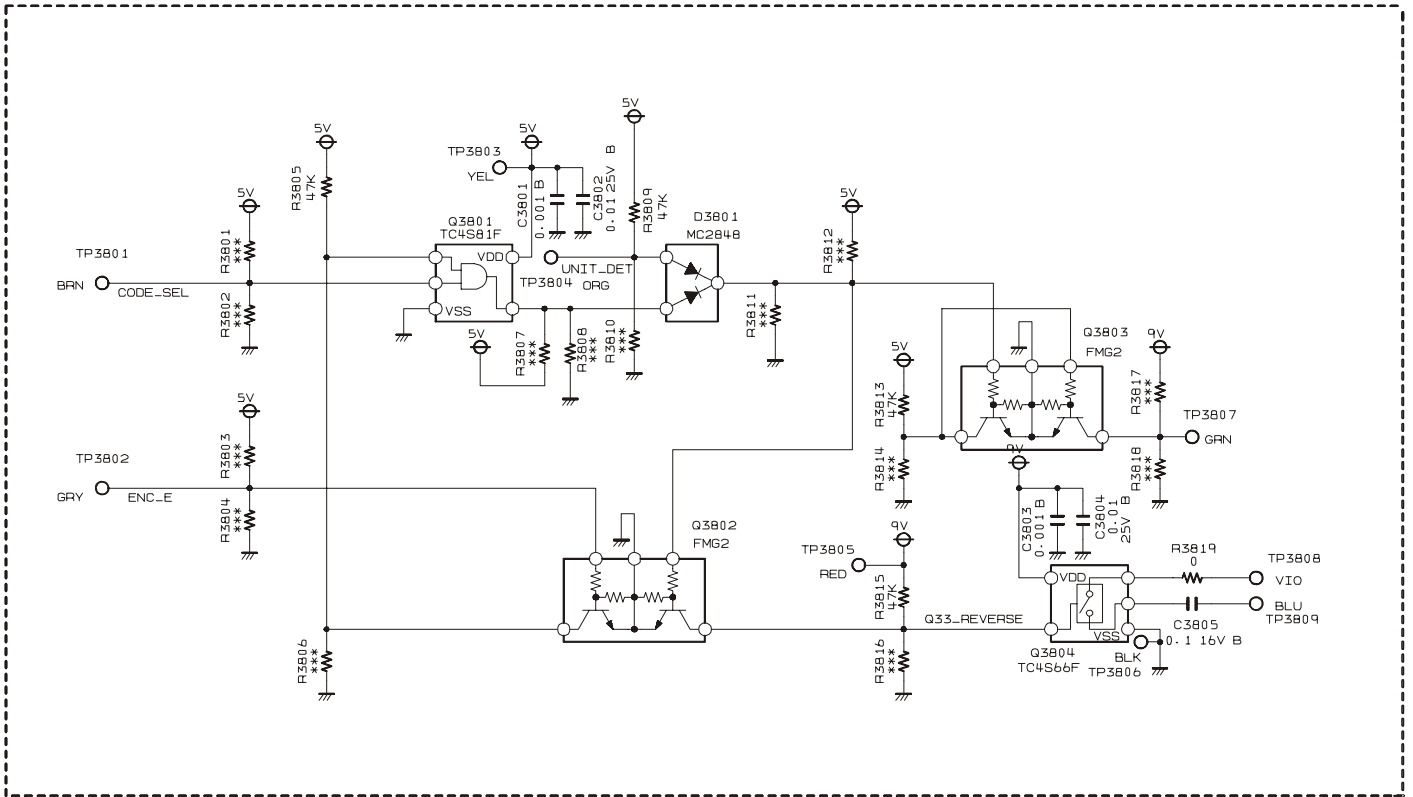 5V
5V
TP3803
YEL
5V
C3801
0.001 B
C3802
0.01 25V B
R3809
47K
R3805
47K
5V
R3801
***
R3802
***
TP3801
BRN
CODE_SEL
Q3801
TC4S81F
VDD
VSS
UNIT_DET
TP3804
ORG
D3801
MC2848
5V
R3812
***
R3811
***
5V
R3807
***
R3808
***
R3810
***
Q3803
FMG2
9V
R3817
***
R3818
***
TP3807
GRN
5V
R3813
47K
R3814
***
5V
R3803
***
R3804
***
TP3802
GRY
ENC_E
Q3802
FMG2
9V
C3803
0.001 B
C3804
0.01
25V B
9V
TP3805
RED
R3815
47K
R3816
***
R3806
***
Q33_REVERSE
VDD
VSS
Q3804
TC4S66F
R3819
0
TP3808
VIO
BLU
TP3809
C3805
0.1 16V B
BLK
TP3806